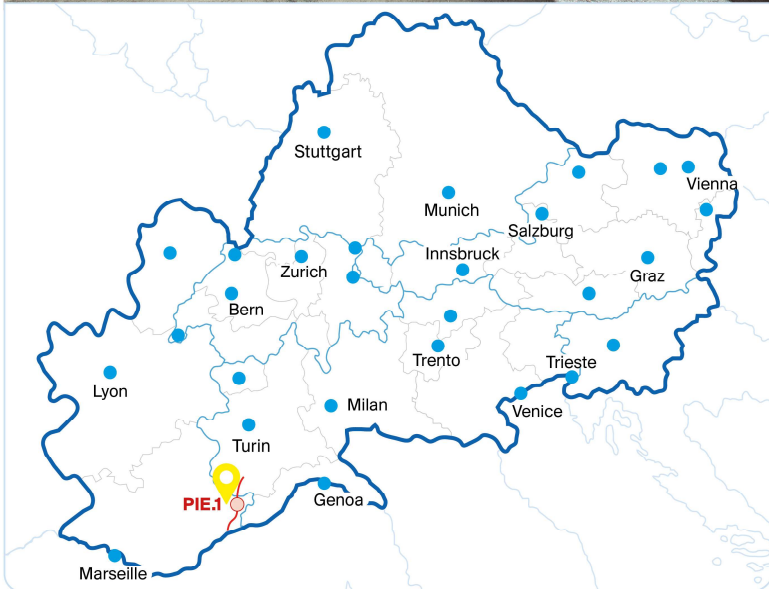 Stuttgart
Munich
Vienna
Salzburg
Innsbruck
Zurich
Graz
Bern
Trento
Trieste
Lyon
Milan
Venice
Turin
PIE.1
Genoa
Marseille